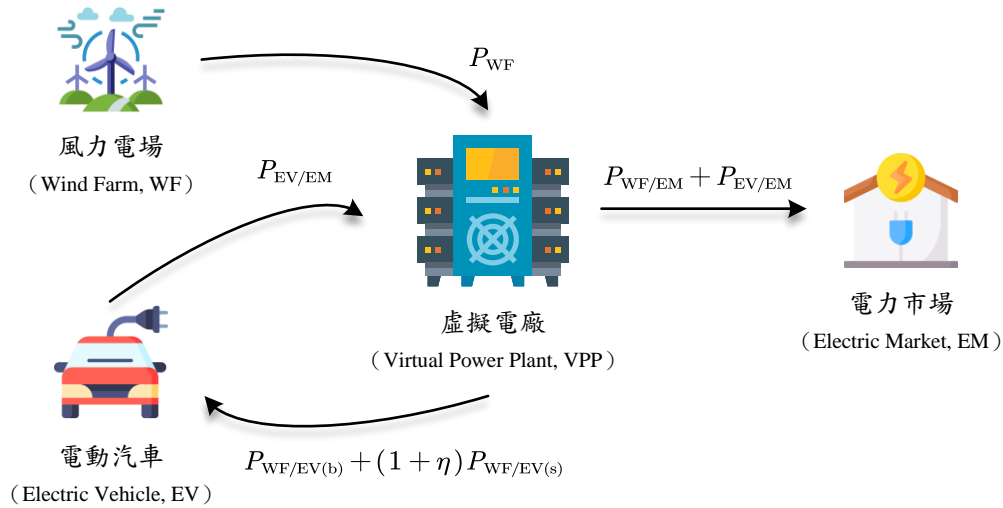 P_WF
風力電場
（Wind Farm, WF）
P_EV/EM
P_WF/EM + P_EV/EM
虛擬電廠
（Virtual Power Plant, VPP）
電力市場
（Electric Market, EM）
電動汽車
（Electric Vehicle, EV）
P_WF/EV(b) + (1 + η) P_WF/EV(s)